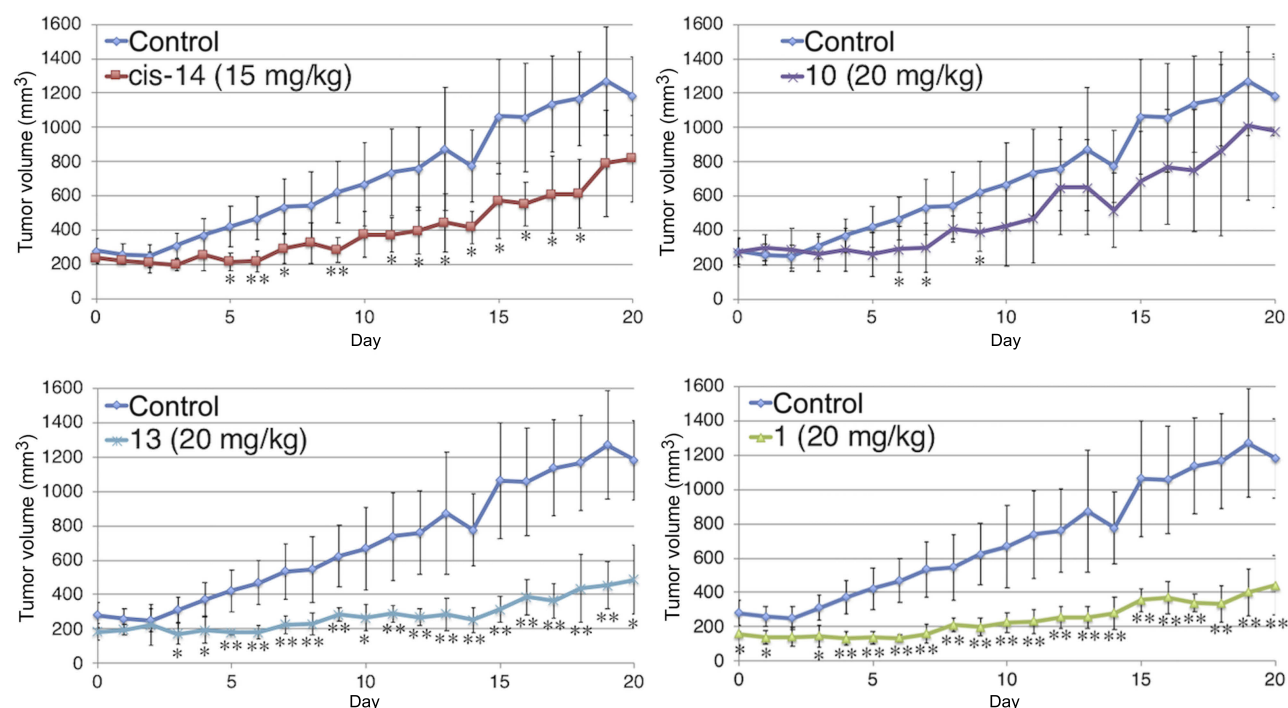 Tumor volume (mm3)
1600
1400
1200
1000
800
600
400
200
0
Control
cis-14 (15 mg/kg)
* ** * ** * * * * * * * *
0 5 10 15 20
Day
Tumor volume (mm3)
1600
1400
1200
1000
800
600
400
200
0
Control
10 (20 mg/kg)
* * *
0 5 10 15 20
Day
Tumor volume (mm3)
1600
1400
1200
1000
800
600
400
200
0
Control
13 (20 mg/kg)
* * ** ** ** ** ** * ** ** ** ** ** ** ** ** ** *
0 5 10 15 20
Day
Tumor volume (mm3)
1600
1400
1200
1000
800
600
400
200
0
Control
1 (20 mg/kg)
* * * ** ** ** ** ** ** ** ** ** ** ** ** ** ** ** ** **
0 5 10 15 20
Day